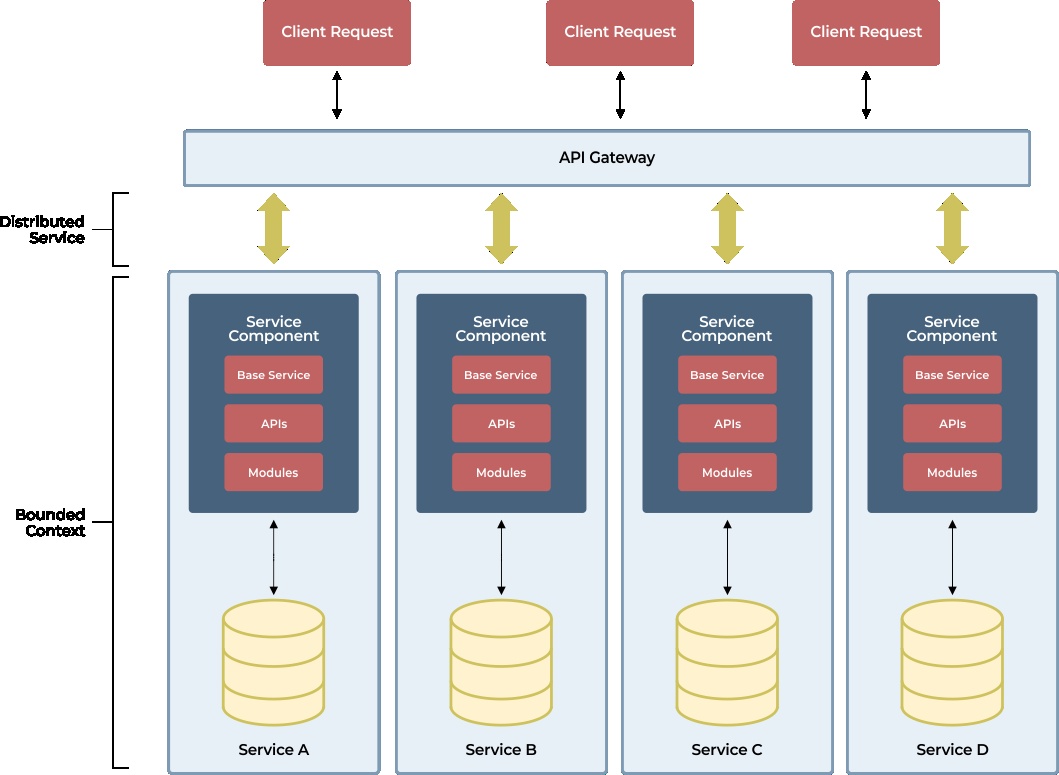 Client Request
Client Request
Client Request
API Gateway
Distributed
Service
Service
Component
Base Service
APIs
Modules
Service
Component
Base Service
APIs
Modules
Service
Component
Base Service
APIs
Modules
Service
Component
Base Service
APIs
Modules
Bounded
Context
Service A
Service B
Service C
Service D